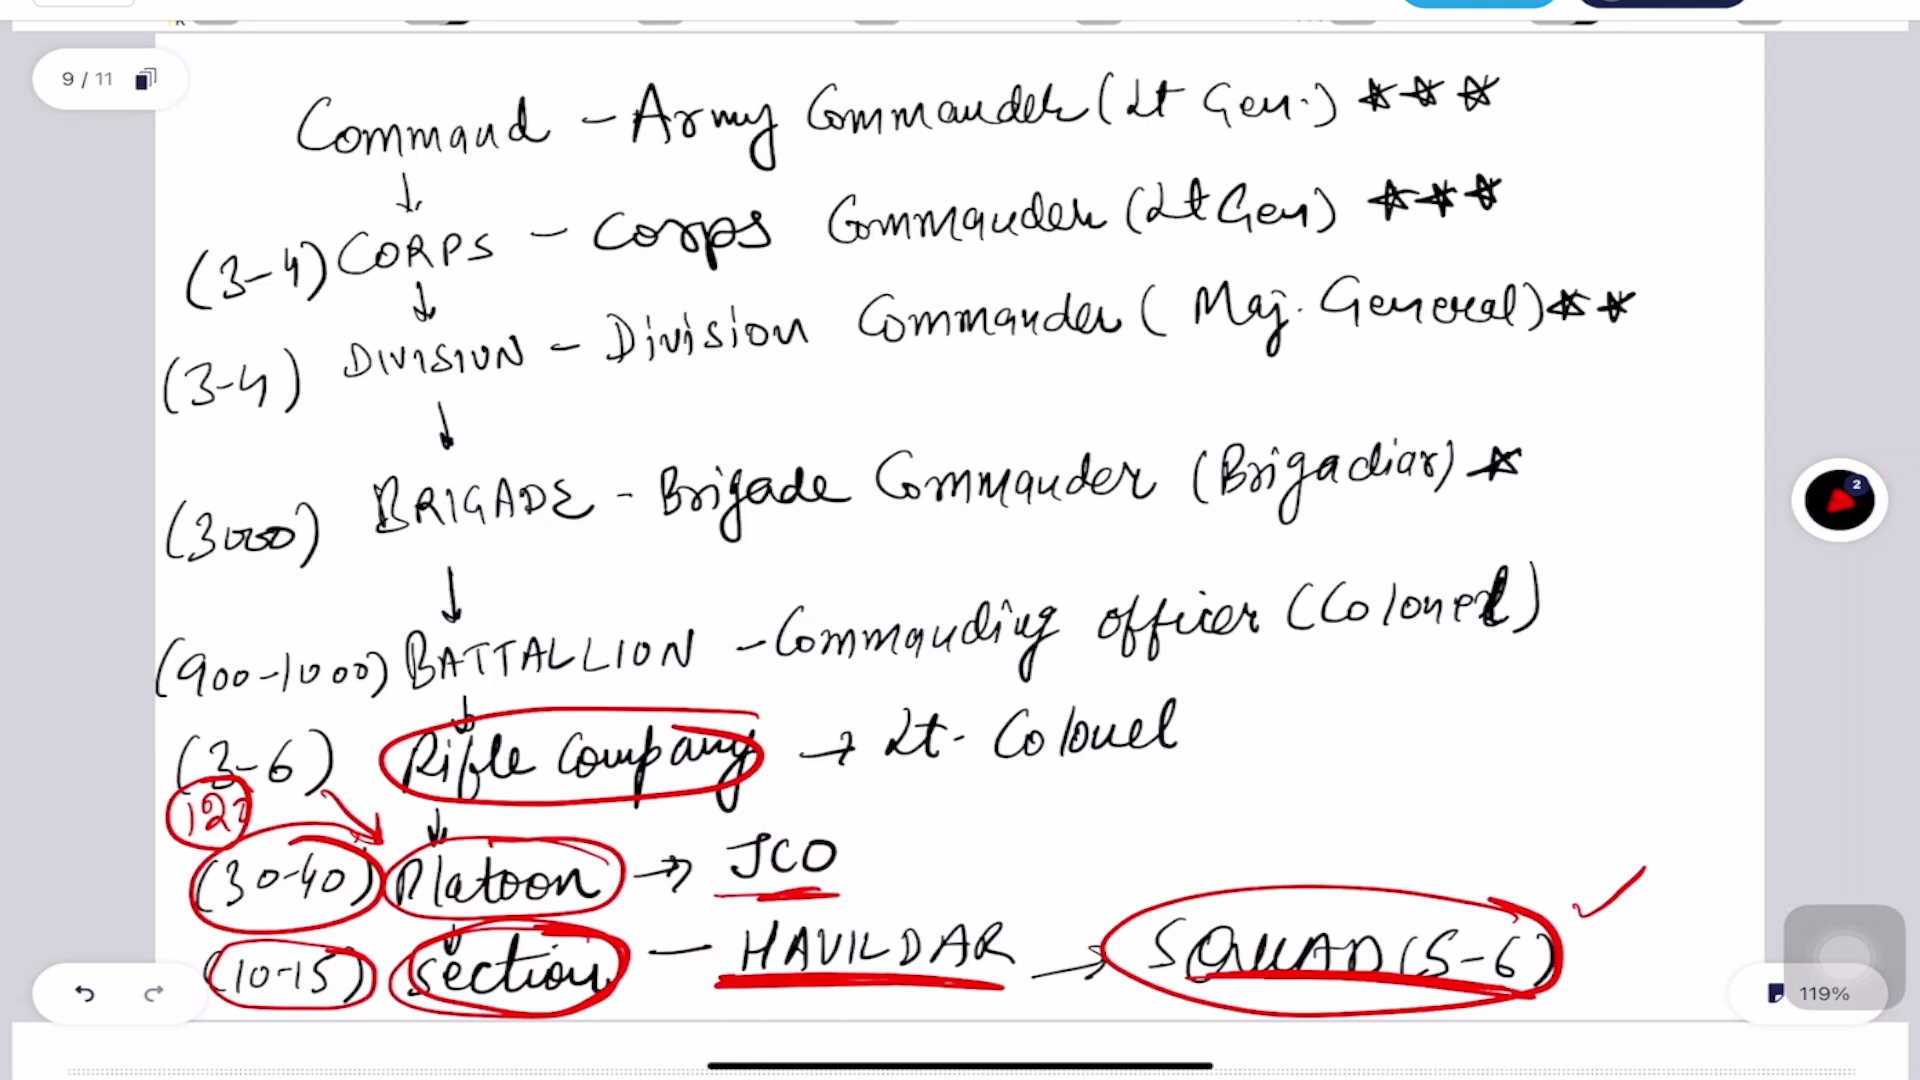 9 / 11
Command - Army Commander (Lt Gen.) ★★★
(3-4) CORPS - Corps Commander (Lt Gen) ★★★
(3-4) DIVISION - Division Commander (Maj. General) ★★
(3000) BRIGADE - Brigade Commander (Brigadiar) ★
(900-1000) BATTALLION - Commanding officer (Colonel)
(3-6) Rifle Company → Lt. Colonel
(30-40) Platoon → JCO
(10-15) section - HAVILDAR → SQUAD (5-6)
2
119%